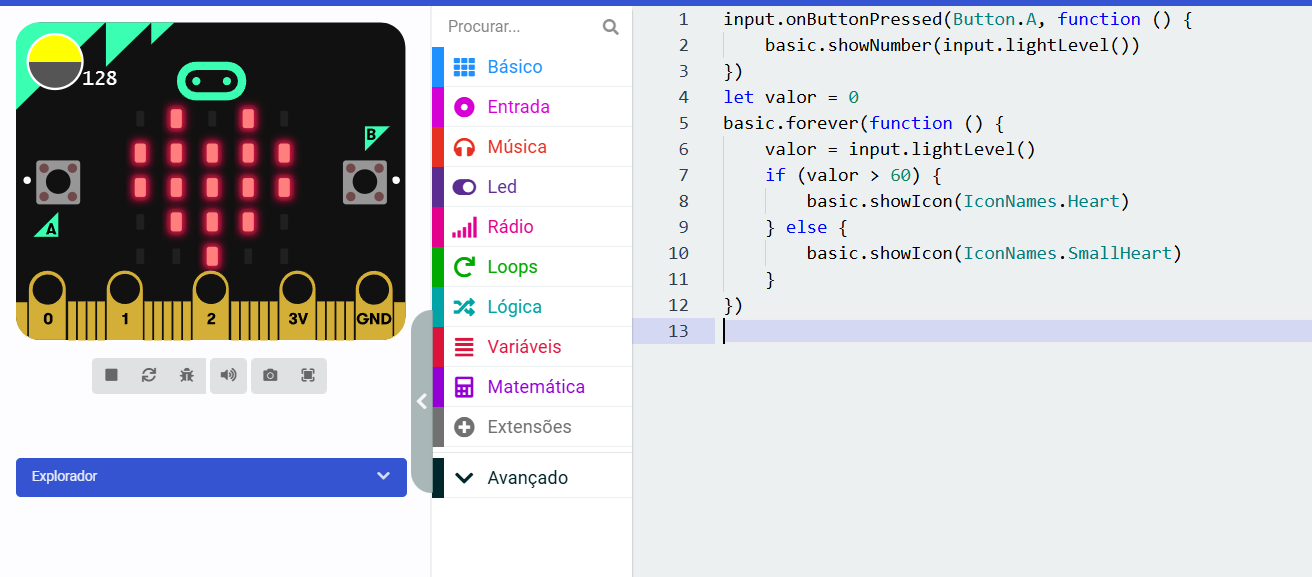 128
B
A
0 1 2 3V GND
Explorador
Procurar...
Básico
Entrada
Música
Led
Rádio
Loops
Lógica
Variáveis
Matemática
Extensões
Avançado
1 input.onButtonPressed(Button.A, function () {
2     basic.showNumber(input.lightLevel())
3 })
4 let valor = 0
5 basic.forever(function () {
6     valor = input.lightLevel()
7     if (valor > 60) {
8         basic.showIcon(IconNames.Heart)
9     } else {
10         basic.showIcon(IconNames.SmallHeart)
11     }
12 })
13